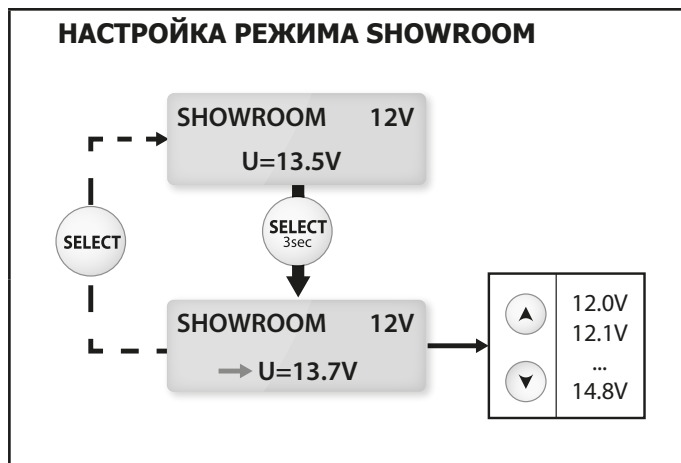 НАСТРОЙКА РЕЖИМА SHOWROOM
SHOWROOM 12V
U=13.5V
SELECT
SELECT
3sec
SHOWROOM 12V
U=13.7V
12.0V
12.1V
...
14.8V